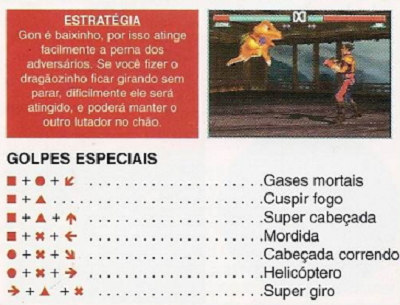 ESTRATÉGIA
Gon é baixinho, por isso atinge
facilmente a perna dos
adversários. Se você fizer o
dragãozinho ficar girando sem
parar, dificilmente ele será
atingido, e poderá manter o
outro lutador no chão.
GOLPES ESPECIAIS
■ + ● + ↙ ........................ Gases mortais
■ + ▲ ........................ Cuspir fogo
■ + ▲ + ↑ ........................ Super cabeçada
■ + ✖ + ← ........................ Mordida
● + ✖ + ↘ ........................ Cabeçada correndo
● + ✖ + → ........................ Helicóptero
→ + ▲ + ✖ ........................ Super giro